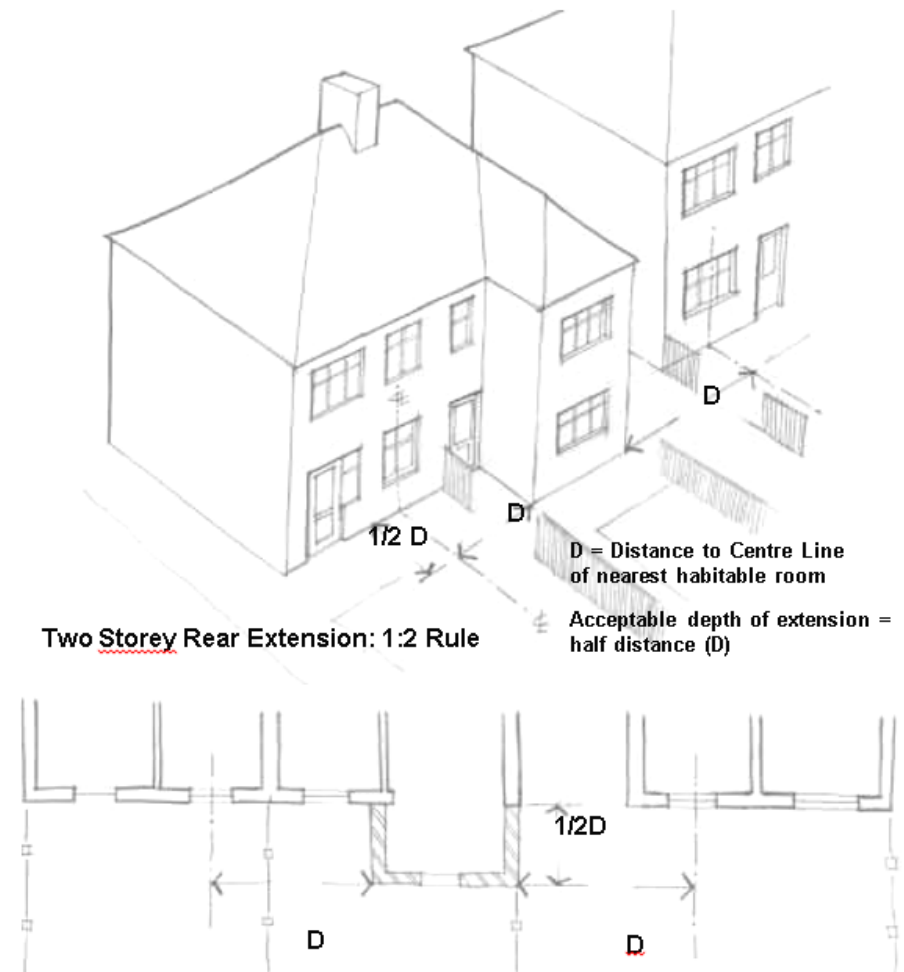 D
D
1/2 D
D = Distance to Centre Line
of nearest habitable room
Acceptable depth of extension =
half distance (D)
Two Storey Rear Extension: 1:2 Rule
1/2D
D
D